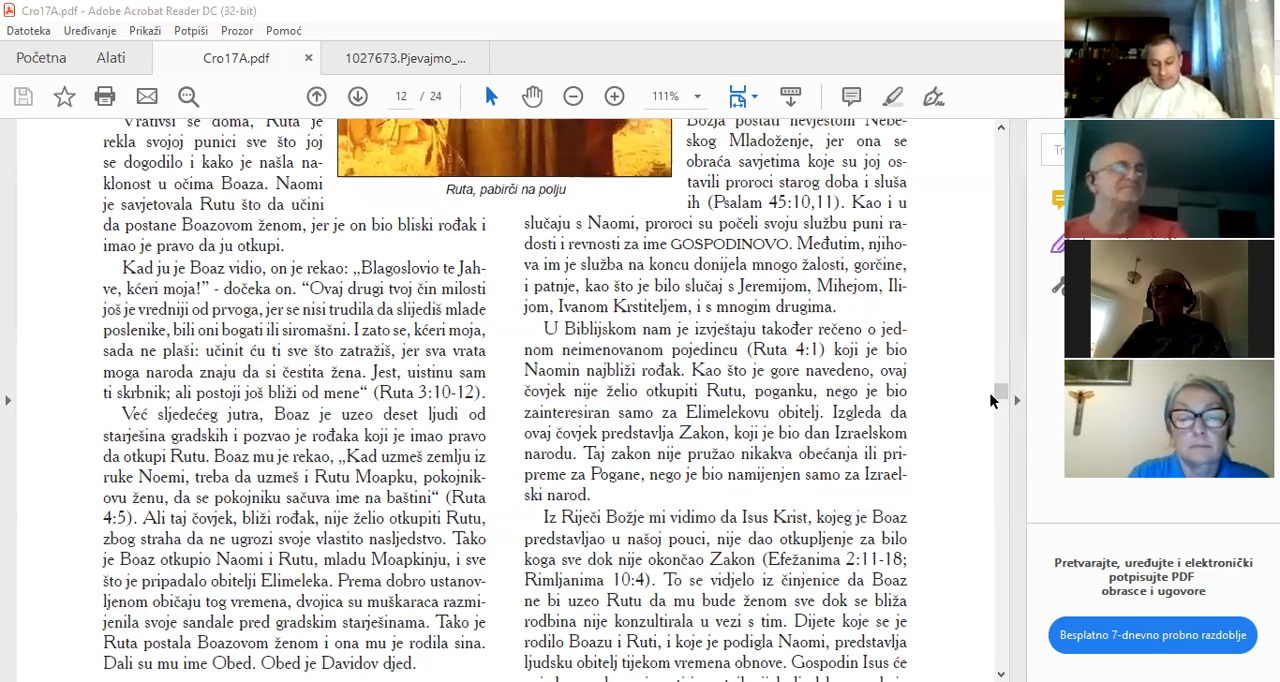 Cro17A.pdf - Adobe Acrobat Reader DC (32-bit)
Datoteka Uređivanje Prikaži Potpiši Prozor Pomoć
Početna Alati Cro17A.pdf × 1027673.Pjevajmo_...
12 / 24 111%
Vrativši se doma, Ruta je
rekla svojoj punici sve što joj
se dogodilo i kako je našla na-
klonost u očima Boaza. Naomi
je savjetovala Rutu što da učini
da postane Boazovom ženom, jer je on bio bliski rođak i
imao je pravo da ju otkupi.
Kad ju je Boaz vidio, on je rekao: „Blagoslovio te Jah-
ve, kćeri moja!” - dočeka on. “Ovaj drugi tvoj čin milosti
još je vredniji od prvoga, jer se nisi trudila da slijediš mlade
poslenike, bili oni bogati ili siromašni. I zato se, kćeri moja,
sada ne plaši: učinit ću ti sve što zatražiš, jer sva vrata
moga naroda znaju da si čestita žena. Jest, uistinu sam
ti skrbnik; ali postoji još bliži od mene“ (Ruta 3:10-12).
Već sljedećeg jutra, Boaz je uzeo deset ljudi od
starješina gradskih i pozvao je rođaka koji je imao pravo
da otkupi Rutu. Boaz mu je rekao, „Kad uzmeš zemlju iz
ruke Noemi, treba da uzmeš i Rutu Moapku, pokojnik-
ovu ženu, da se pokojniku sačuva ime na baštini“ (Ruta
4:5). Ali taj čovjek, bliži rođak, nije želio otkupiti Rutu,
zbog straha da ne ugrozi svoje vlastito nasljedstvo. Tako
je Boaz otkupio Naomi i Rutu, mladu Moapkinju, i sve
što je pripadalo obitelji Elimeleka. Prema dobro ustanov-
ljenom običaju tog vremena, dvojica su muškaraca razmi-
jenila svoje sandale pred gradskim starješinama. Tako je
Ruta postala Boazovom ženom i ona mu je rodila sina.
Dali su mu ime Obed. Obed je Davidov djed.
Ruta, pabirči na polju
Božja postati nevjestom Nebe-
skog Mladoženje, jer ona se
obraća savjetima koje su joj os-
tavili proroci starog doba i sluša
ih (Psalam 45:10,11). Kao i u
slučaju s Naomi, proroci su počeli svoju službu puni ra-
dosti i revnosti za ime GOSPODINOVO. Međutim, njiho-
va im je služba na koncu donijela mnogo žalosti, gorčine,
i patnje, kao što je bilo slučaj s Jeremijom, Mihejom, Ili-
jom, Ivanom Krstiteljem, i s mnogim drugima.
U Biblijskom nam je izvještaju također rečeno o jed-
nom neimenovanom pojedincu (Ruta 4:1) koji je bio
Naomin najbliži rođak. Kao što je gore navedeno, ovaj
čovjek nije želio otkupiti Rutu, poganku, nego je bio
zainteresiran samo za Elimelekovu obitelj. Izgleda da
ovaj čovjek predstavlja Zakon, koji je bio dan Izraelskom
narodu. Taj zakon nije pružao nikakva obećanja ili pri-
preme za Pogane, nego je bio namijenjen samo za Izrael-
ski narod.
Iz Riječi Božje mi vidimo da Isus Krist, kojeg je Boaz
predstavljao u našoj pouci, nije dao otkupljenje za bilo
koga sve dok nije okončao Zakon (Efežanima 2:11-18;
Rimljanima 10:4). To se vidjelo iz činjenice da Boaz
ne bi uzeo Rutu da mu bude ženom sve dok se bliža
rodbina nije konzultirala u vezi s tim. Dijete koje se je
rodilo Boazu i Ruti, i koje je podigla Naomi, predstavlja
ljudsku obitelj tijekom vremena obnove. Gospodin Isus će
Pretvarajte, uređujte i elektronički
potpisujte PDF
obrasce i ugovore
Besplatno 7-dnevno probno razdoblje